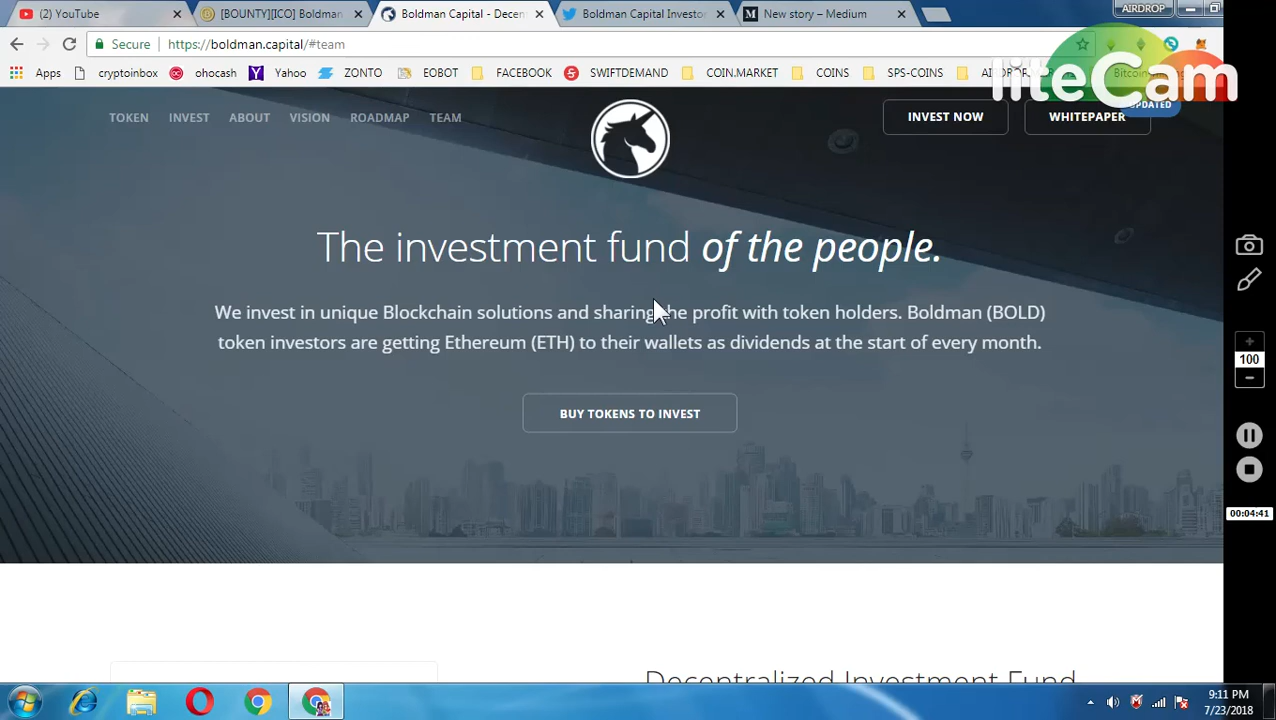 (2) YouTube
[BOUNTY][ICO] Boldman
Boldman Capital - Decen
Boldman Capital Investo
New story – Medium
AIRDROP
Secure
https://boldman.capital/#team
Apps
cryptoinbox
ohocash
Yahoo
EOBOT
FACEBOOK
SWIFTDEMAND
COIN.MARKET
COINS
SPS-COINS
liteCam
TOKEN
INVEST
ABOUT
VISION
ROADMAP
TEAM
INVEST NOW
WHITEPAPER
UPDATED
The investment fund of the people.
We invest in unique Blockchain solutions and sharing the profit with token holders. Boldman (BOLD)
token investors are getting Ethereum (ETH) to their wallets as dividends at the start of every month.
BUY TOKENS TO INVEST
Decentralized Investment Fund
100
00:04:41
9:11 PM
7/23/2018